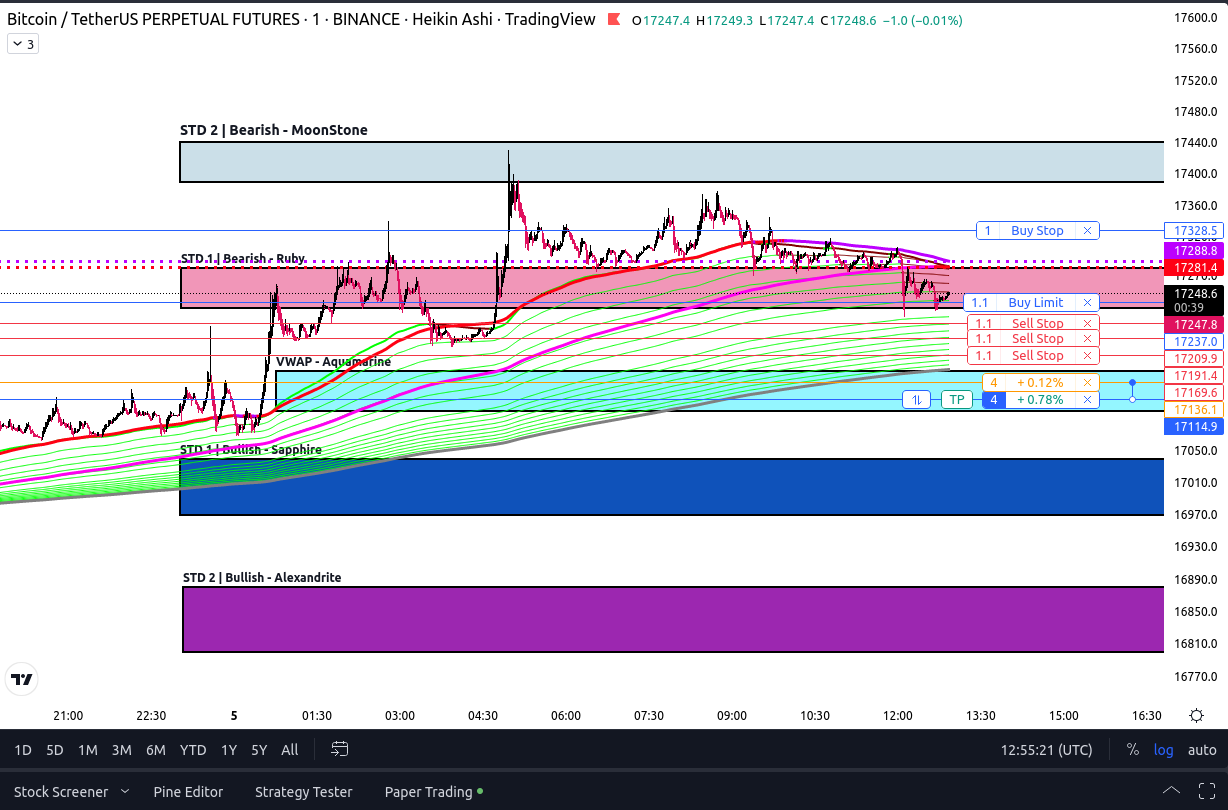 Bitcoin / TetherUS PERPETUAL FUTURES · 1 · BINANCE · Heikin Ashi · TradingView O17247.4 H17249.3 L17247.4 C17248.6 −1.0 (−0.01%)
3
17600.0
17560.0
17520.0
17480.0
17440.0
17400.0
17360.0
STD 2 | Bearish - MoonStone
1 Buy Stop
17328.5
17288.8
STD 1 | Bearish - Ruby
17281.4
17248.6
00:39
1.1 Buy Limit
1.1 Sell Stop
17247.8
1.1 Sell Stop
17237.0
1.1 Sell Stop
17209.9
VWAP - Aquamarine
17191.4
4 +0.12%
17169.6
TP 4 +0.78%
17136.1
17114.9
STD 1 | Bullish - Sapphire
17050.0
17010.0
16970.0
16930.0
STD 2 | Bullish - Alexandrite
16890.0
16850.0
16810.0
16770.0
21:00 22:30 5 01:30 03:00 04:30 06:00 07:30 09:00 10:30 12:00 13:30 15:00 16:30
1D 5D 1M 3M 6M YTD 1Y 5Y All 12:55:21 (UTC) % log auto
Stock Screener Pine Editor Strategy Tester Paper Trading